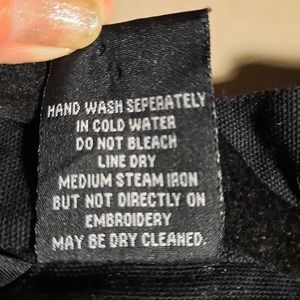 HAND WASH SEPERATELY
IN COLD WATER
DO NOT BLEACH
LINE DRY
MEDIUM STEAM IRON
BUT NOT DIRECTLY ON
EMBROIDERY
MAY BE DRY CLEANED.